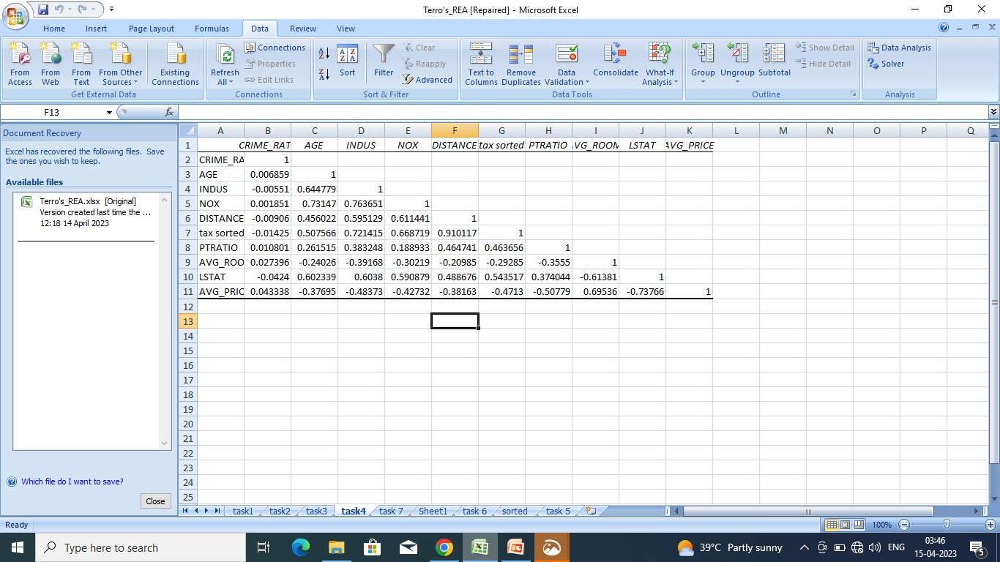 Terro's_REA [Repaired] - Microsoft Excel
Home Insert Page Layout Formulas Data Review View
From Access
From Web
From Text
From Other Sources
Existing Connections
Get External Data
Refresh All
Connections
Properties
Edit Links
Connections
Sort
Filter
Clear
Reapply
Advanced
Sort & Filter
Text to Columns
Remove Duplicates
Data Validation
Consolidate
What-If Analysis
Data Tools
Group
Ungroup
Subtotal
Show Detail
Hide Detail
Outline
Data Analysis
Solver
Analysis
F13 fx
Document Recovery
Excel has recovered the following files. Save
the ones you wish to keep.
Available files
Terro's_REA.xlsx [Original]
Version created last time the ...
12:18 14 April 2023
Which file do I want to save?
Close
A B C D E F G H I J K L M N O P Q
1 CRIME_RAT AGE INDUS NOX DISTANCE tax sorted PTRATIO VG_ROOM LSTAT AVG_PRICE
2 CRIME_RA 1
3 AGE 0.006859 1
4 INDUS -0.00551 0.644779 1
5 NOX 0.001851 0.73147 0.763651 1
6 DISTANCE -0.00906 0.456022 0.595129 0.611441 1
7 tax sorted -0.01425 0.507566 0.721415 0.668719 0.910117 1
8 PTRATIO 0.010801 0.261515 0.383248 0.188933 0.464741 0.463656 1
9 AVG_ROO 0.027396 -0.24026 -0.39168 -0.30219 -0.20985 -0.29285 -0.3555 1
10 LSTAT -0.0424 0.602339 0.6038 0.590879 0.488676 0.543517 0.374044 -0.61381 1
11 AVG_PRIC 0.043338 -0.37695 -0.48373 -0.42732 -0.38163 -0.4713 -0.50779 0.69536 -0.73766 1
12
13
14
15
16
17
18
19
20
21
22
23
24
25
task1 task2 task3 task4 task 7 Sheet1 task 6 sorted task 5
Ready 100%
Type here to search
39°C Partly sunny
ENG
03:46
15-04-2023
5